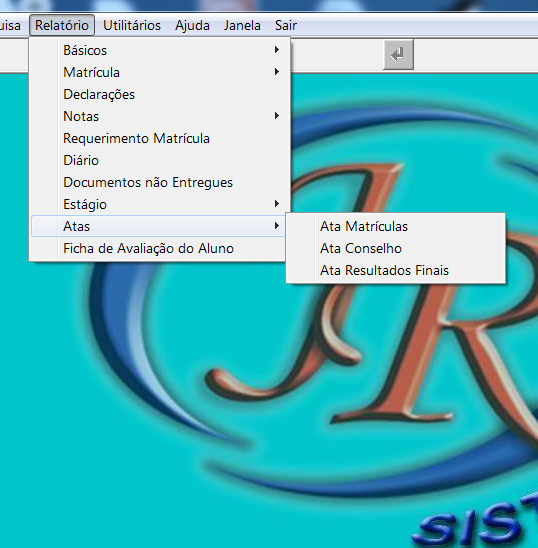 uisa Relatório Utilitários Ajuda Janela Sair
Básicos
Matrícula
Declarações
Notas
Requerimento Matrícula
Diário
Documentos não Entregues
Estágio
Atas
Ficha de Avaliação do Aluno
Ata Matrículas
Ata Conselho
Ata Resultados Finais
JR
SIST